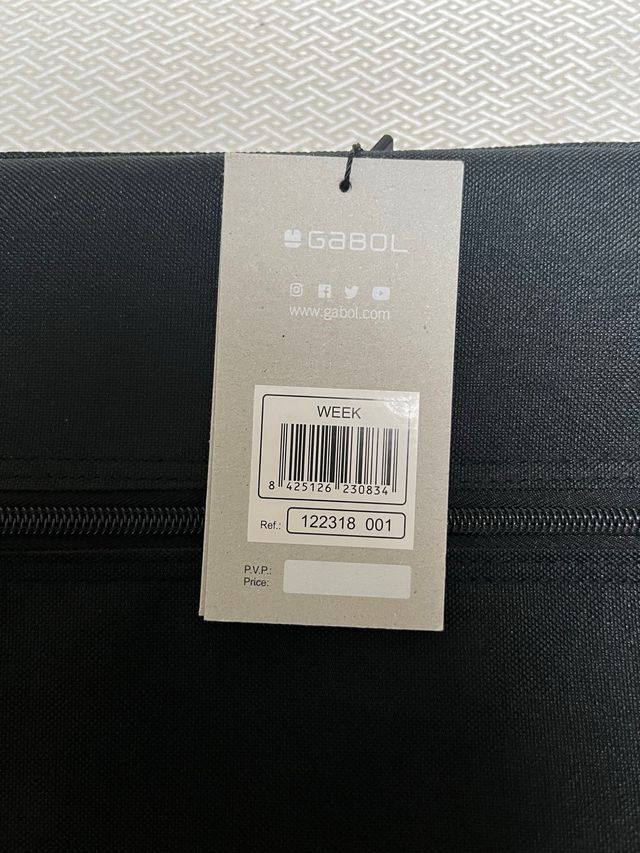 GaBOL
www.gabol.com
WEEK
8 425126 230834
Ref.: 122318 001
P.V.P.:
Price: